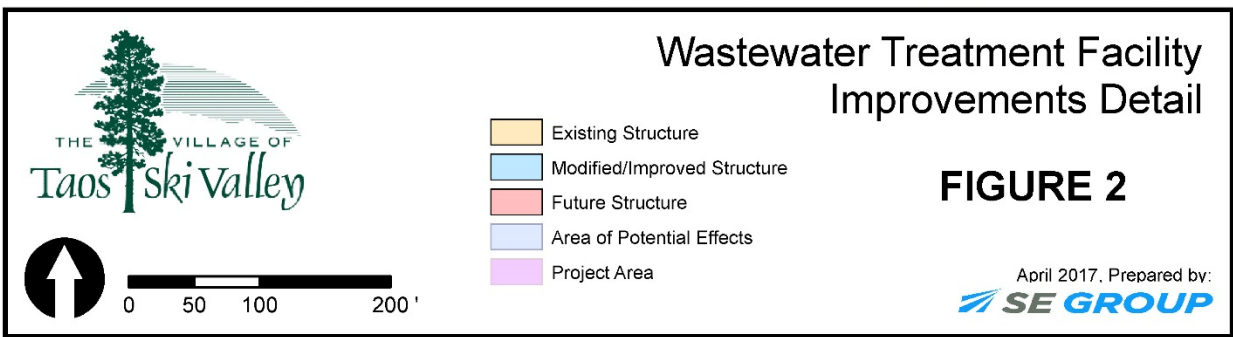 THE VILLAGE OF
Taos Ski Valley
0 50 100 200 '
Existing Structure
Modified/Improved Structure
Future Structure
Area of Potential Effects
Project Area
Wastewater Treatment Facility
Improvements Detail
FIGURE 2
April 2017, Prepared by:
SE GROUP